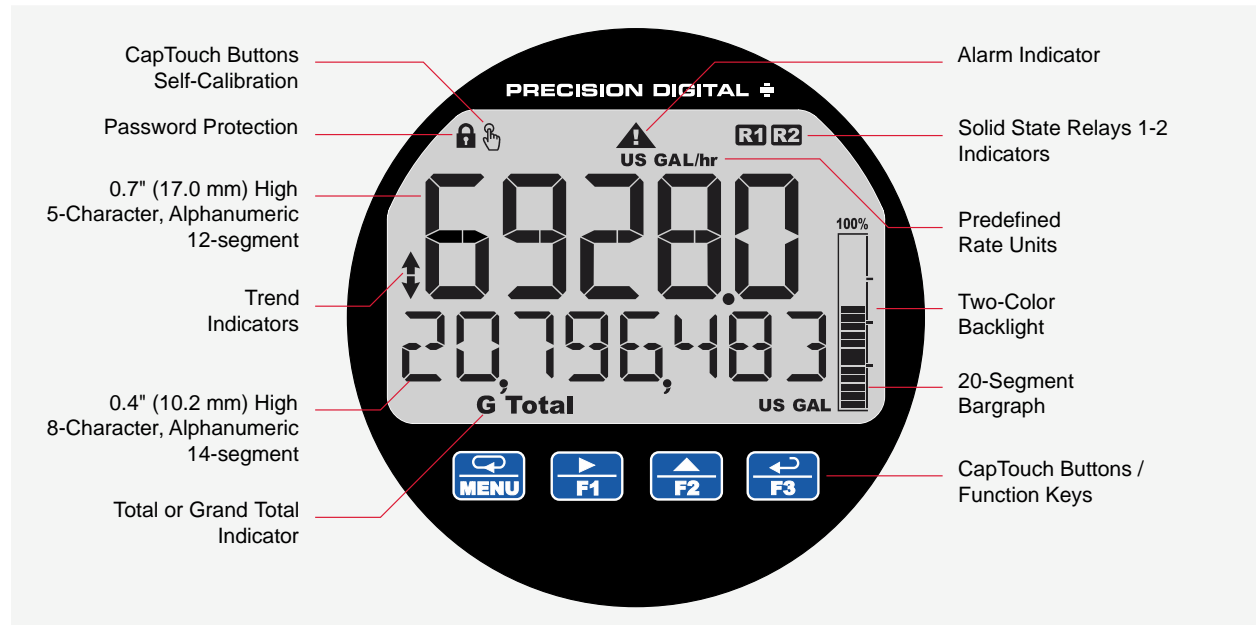 CapTouch Buttons
Self-Calibration
Password Protection
0.7" (17.0 mm) High
5-Character, Alphanumeric
12-segment
Trend
Indicators
0.4" (10.2 mm) High
8-Character, Alphanumeric
14-segment
Total or Grand Total
Indicator
PRECISION DIGITAL
R1 R2
US GAL/hr
69280
100%
20,796,483
G Total
US GAL
MENU
F1
F2
F3
Alarm Indicator
Solid State Relays 1-2
Indicators
Predefined
Rate Units
Two-Color
Backlight
20-Segment
Bargraph
CapTouch Buttons /
Function Keys